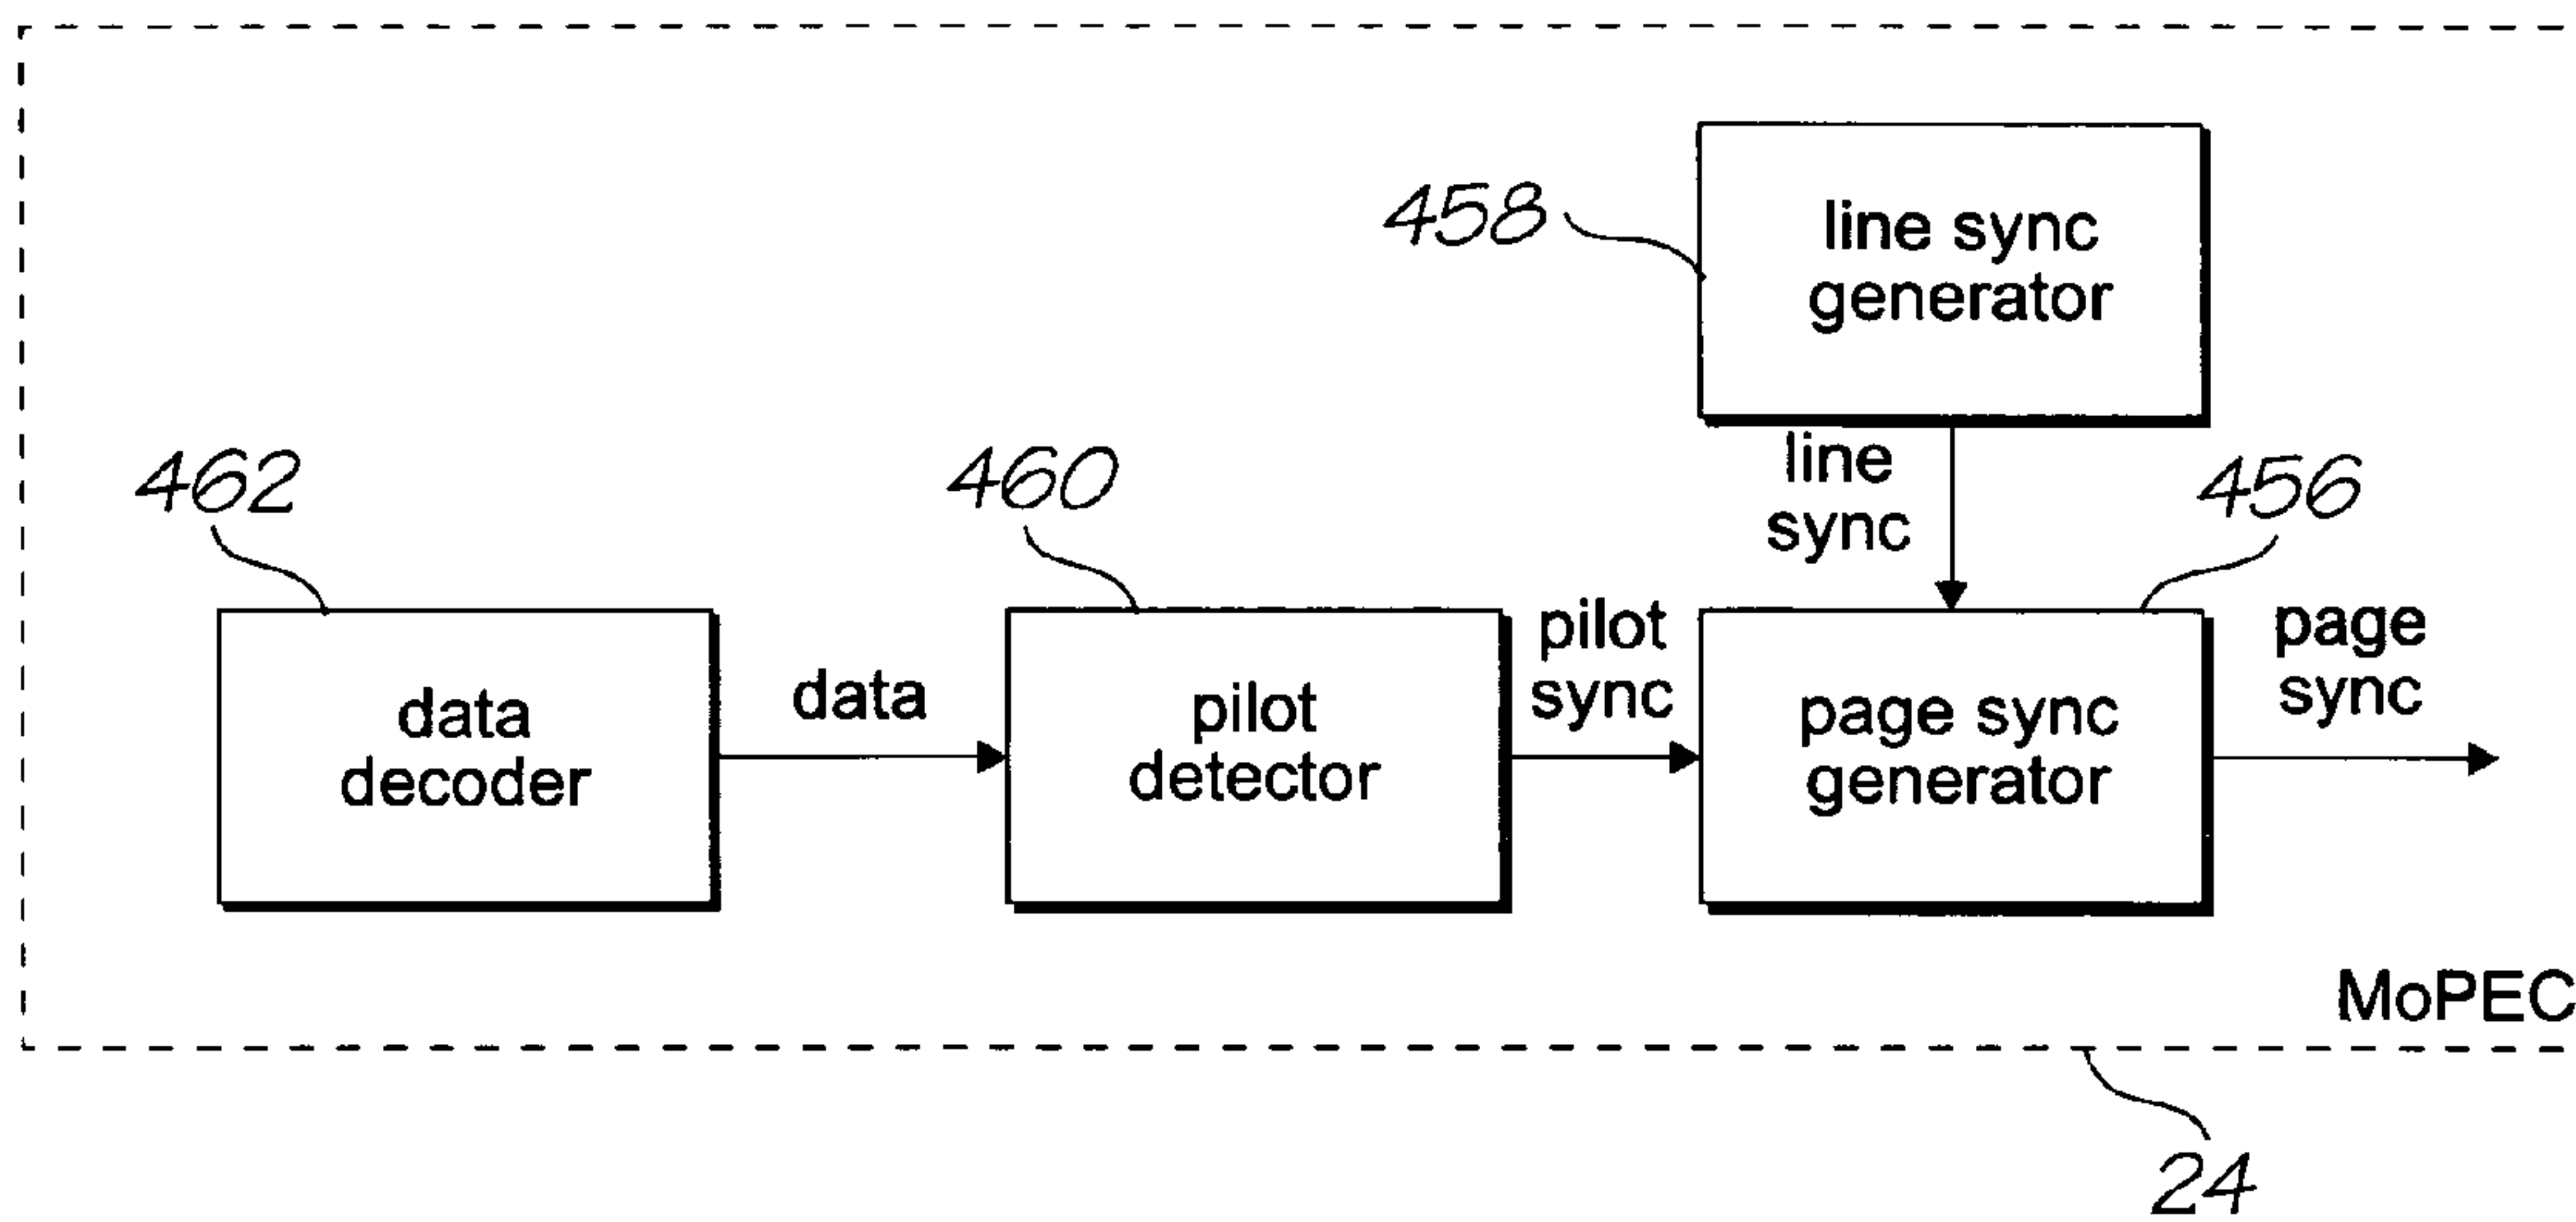 458
line sync
generator
line
sync
462
460
456
data
decoder
data
pilot
detector
pilot
sync
page sync
generator
page
sync
MoPEC
24